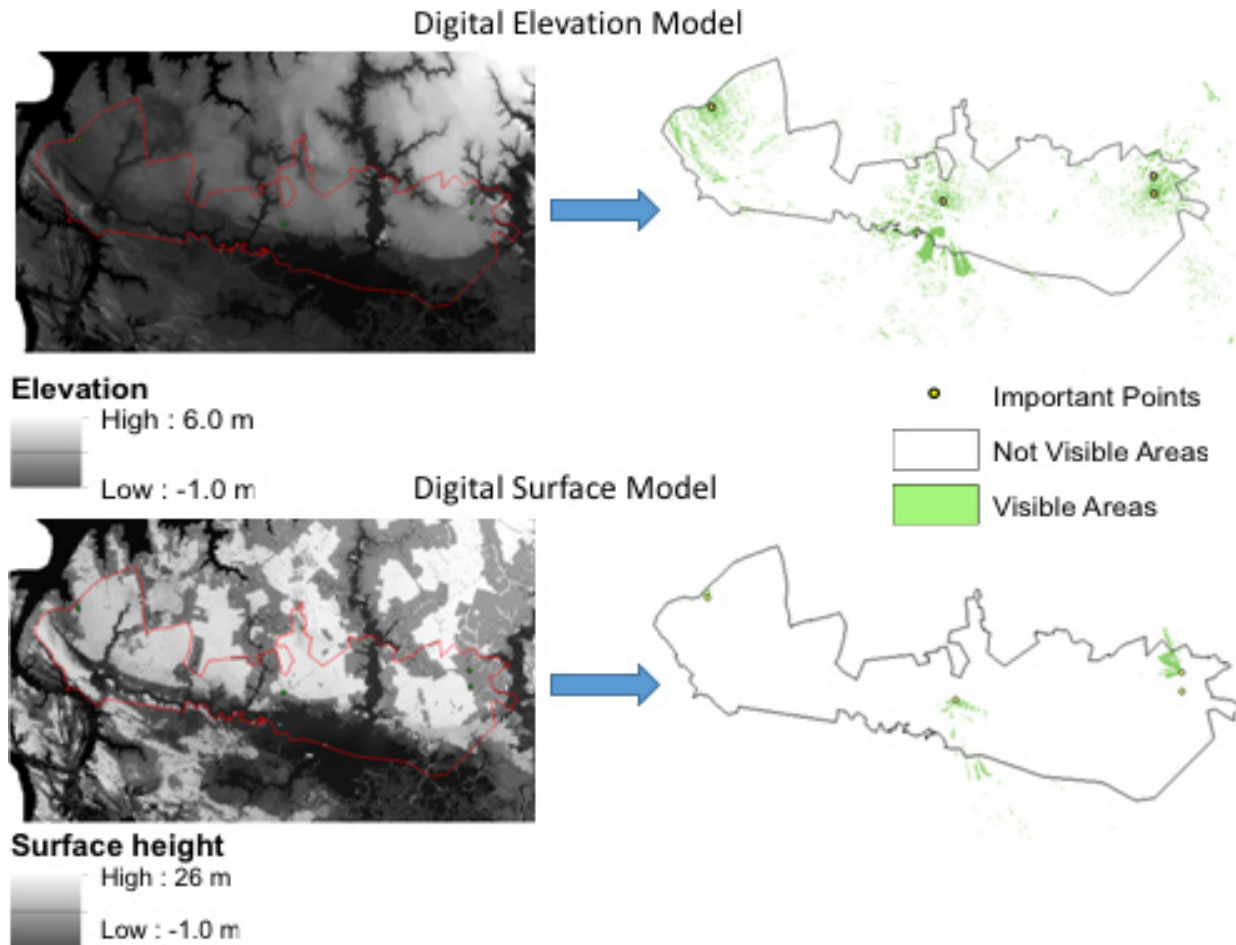 Digital Elevation Model
Elevation
High : 6.0 m
Low : -1.0 m
Important Points
Not Visible Areas
Visible Areas
Digital Surface Model
Surface height
High : 26 m
Low : -1.0 m